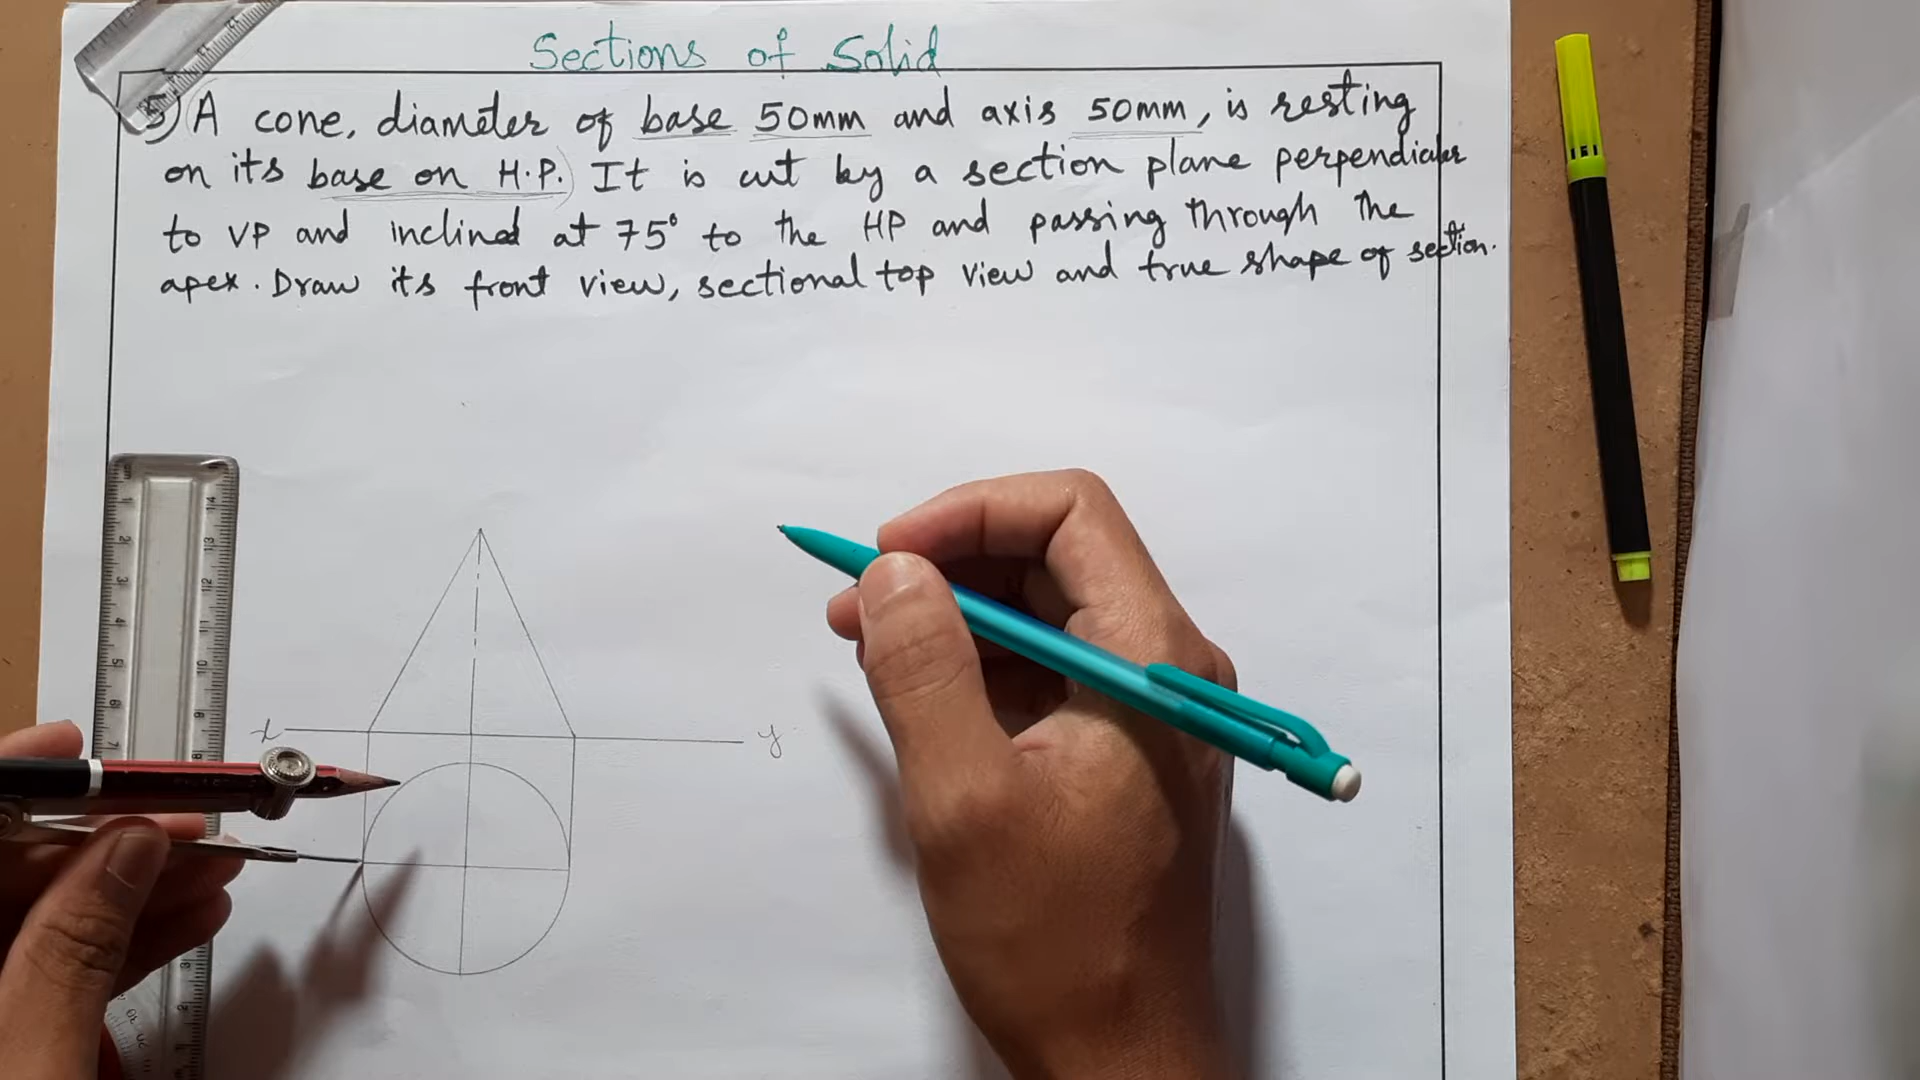 Sections of Solid
5) A cone, diameter of base 50mm and axis 50mm, is resting
on its base on H.P. It is cut by a section plane perpendicular
to VP and inclined at 75° to the HP and passing through the
apex. Draw its front view, sectional top view and true shape of section.
x
y